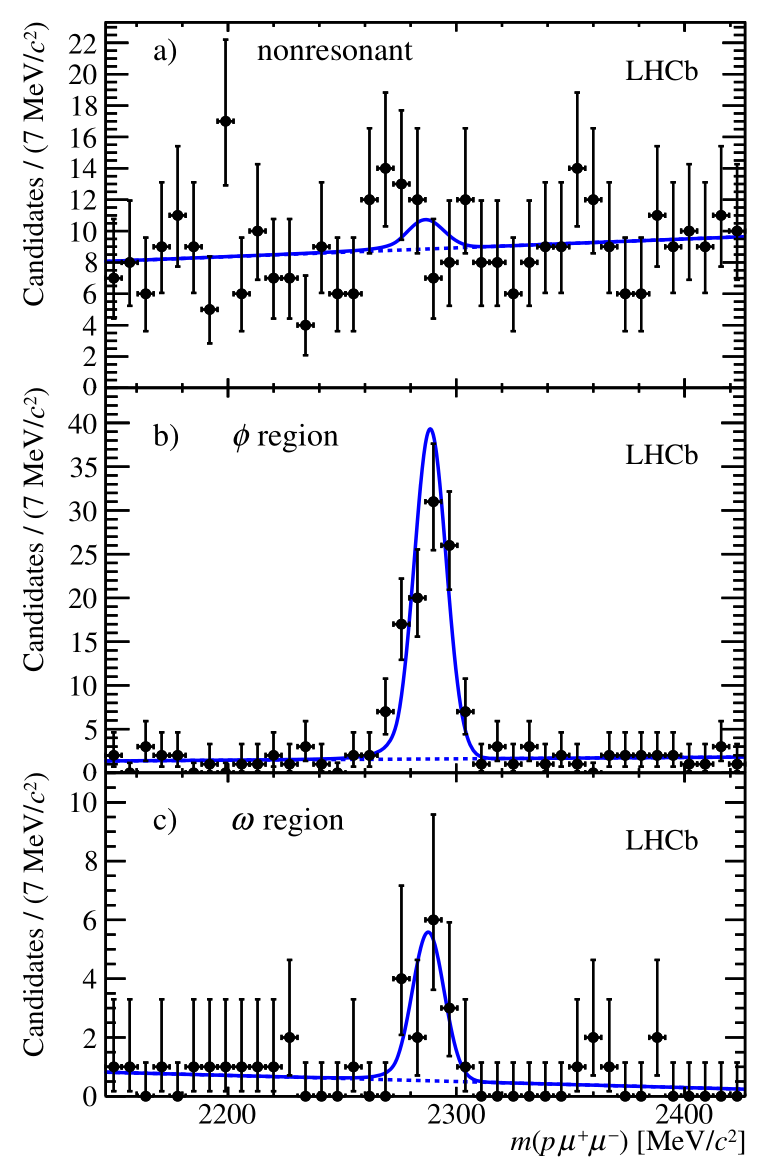 a) nonresonant
LHCb
Candidates / (7 MeV/c²)
22
20
18
16
14
12
10
8
6
4
2
0
b) ϕ region
LHCb
Candidates / (7 MeV/c²)
40
35
30
25
20
15
10
5
0
c) ω region
LHCb
Candidates / (7 MeV/c²)
10
8
6
4
2
0
2200 2300 2400
m(pμ⁺μ⁻) [MeV/c²]